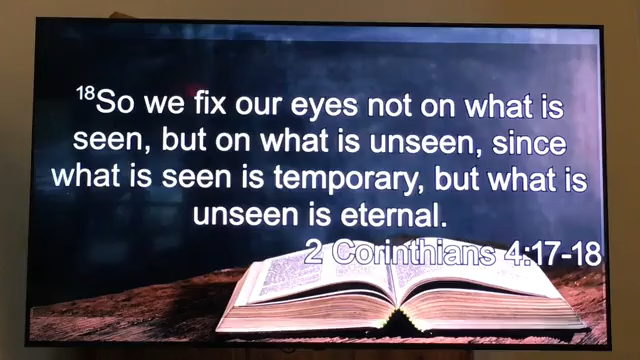 ¹⁸So we fix our eyes not on what is
seen, but on what is unseen, since
what is seen is temporary, but what is
unseen is eternal.
2 Corinthians 4:17-18